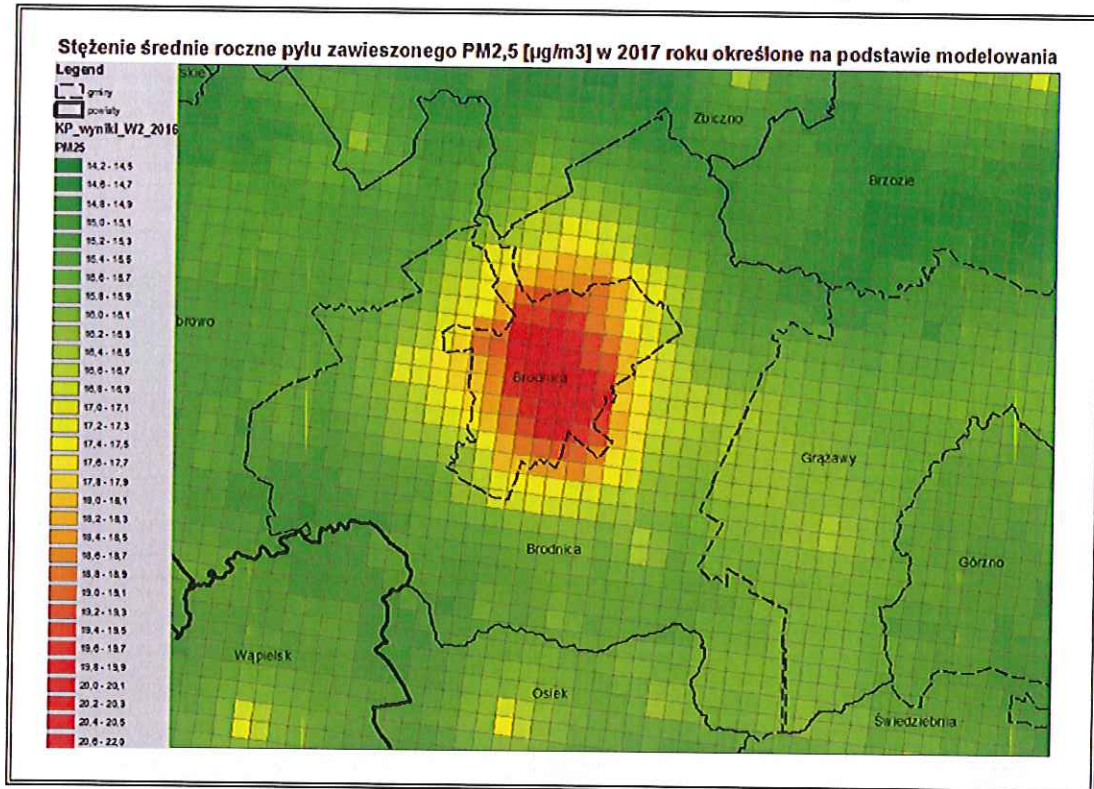 Stężenie średnie roczne pyłu zawieszonego PM2,5 [µg/m3] w 2017 roku określone na podstawie modelowania
Legend
gminy
powiaty
KP_wyniki_W2_2016
PM25
14,2 - 14,5
14,6 - 14,7
14,8 - 14,9
15,0 - 15,1
15,2 - 15,3
15,4 - 15,5
15,6 - 15,7
15,8 - 15,9
16,0 - 16,1
16,2 - 16,3
16,4 - 16,5
16,6 - 16,7
16,8 - 16,9
17,0 - 17,1
17,2 - 17,3
17,4 - 17,5
17,6 - 17,7
17,8 - 17,9
18,0 - 18,1
18,2 - 18,3
18,4 - 18,5
18,6 - 18,7
18,8 - 18,9
19,0 - 19,1
19,2 - 19,3
19,4 - 19,5
19,6 - 19,7
19,8 - 19,9
20,0 - 20,1
20,2 - 20,3
20,4 - 20,5
20,6 - 22,0
skie
Zbiczno
Brzozie
browo
Brodnica
Grążawy
Brodnica
Górzno
Wąpielsk
Osiek
Świedziebnia